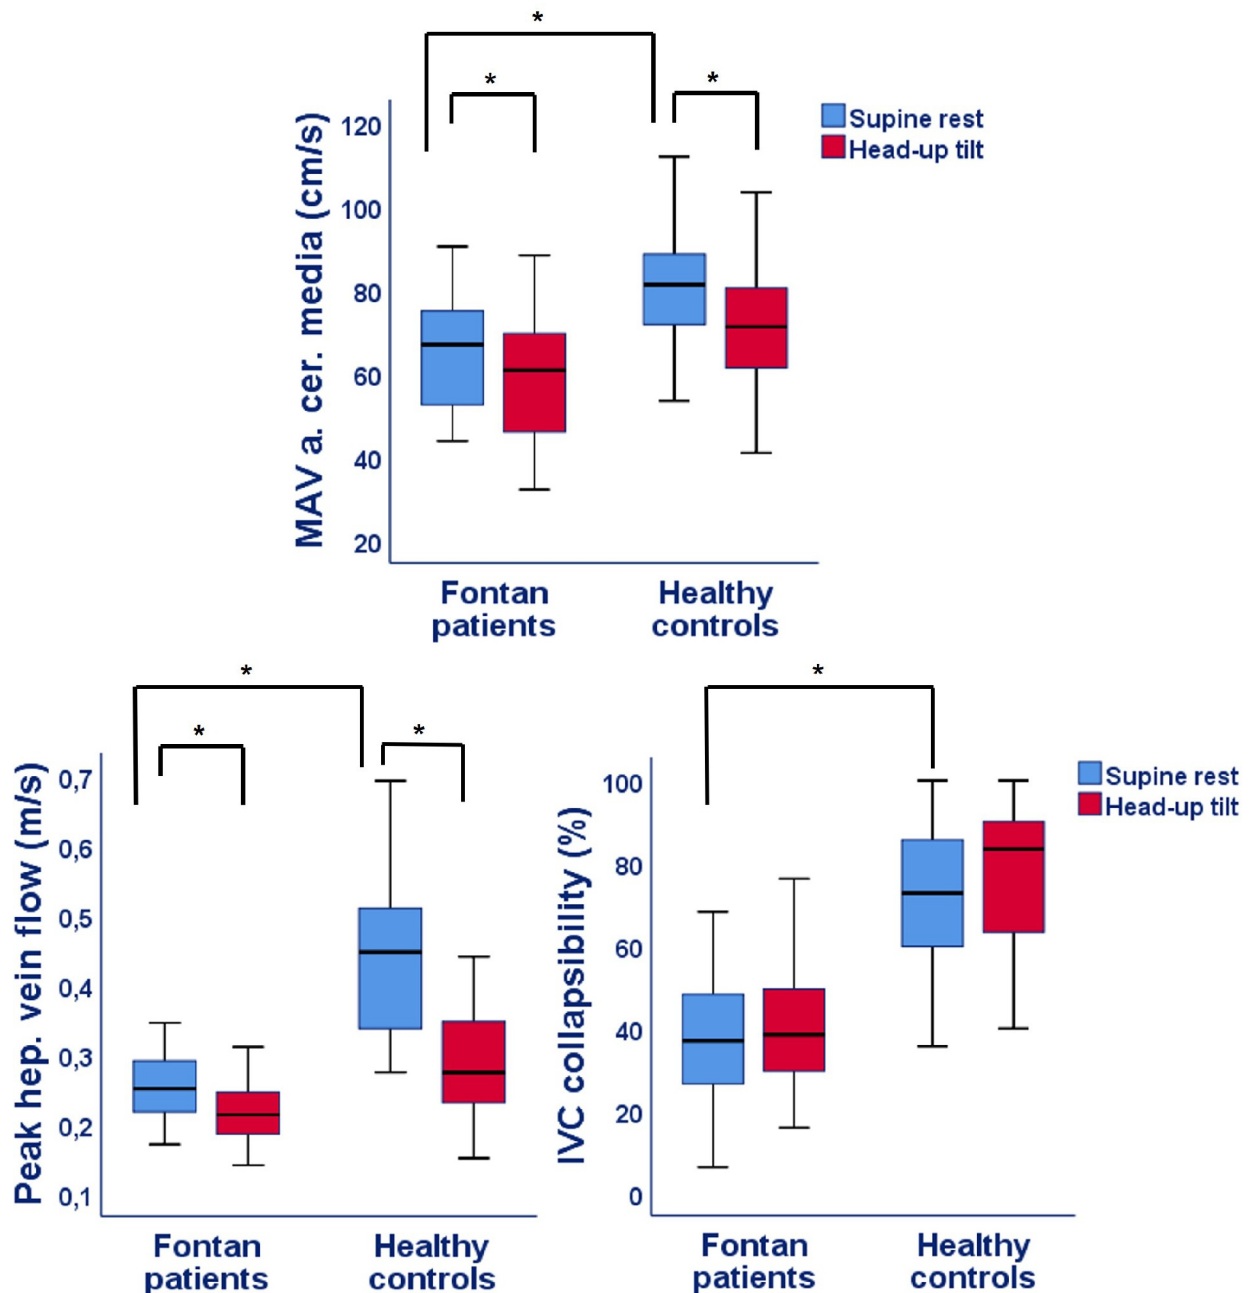 *
*
*
MAV a. cer. media (cm/s)
120
100
80
60
40
20
Supine rest
Head-up tilt
Fontan
patients
Healthy
controls
*
*
*
Peak hep. vein flow (m/s)
0,7
0,6
0,5
0,4
0,3
0,2
0,1
Fontan
patients
Healthy
controls
*
IVC collapsibility (%)
100
80
60
40
20
0
Supine rest
Head-up tilt
Fontan
patients
Healthy
controls